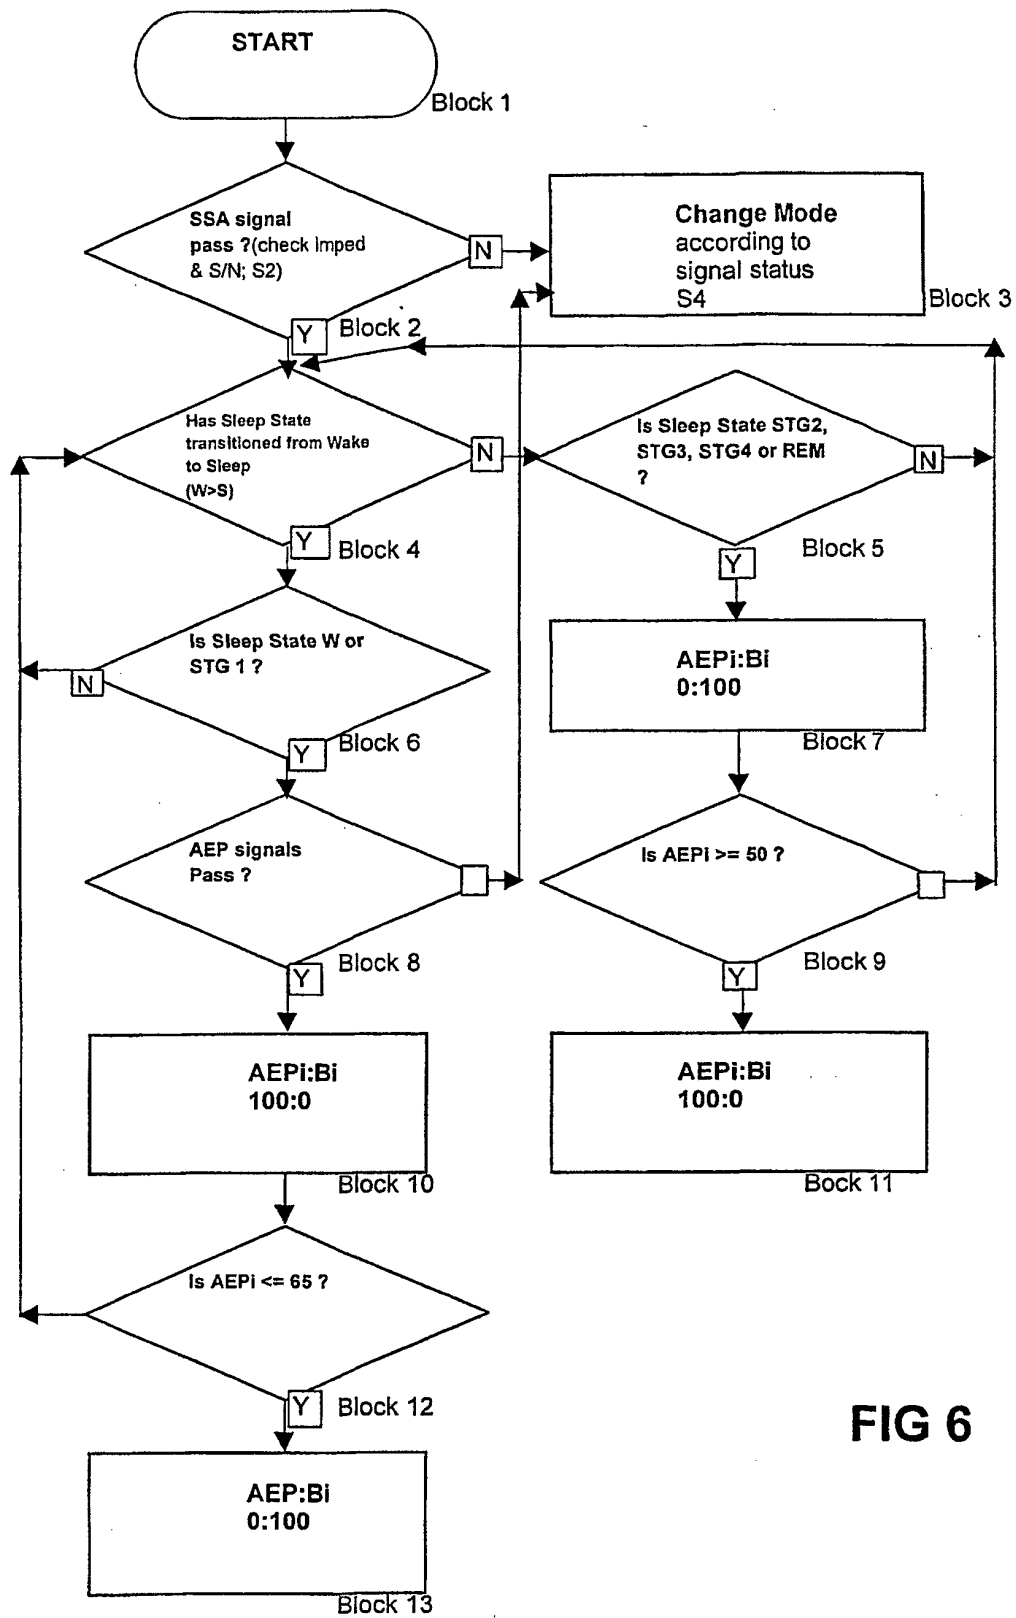 START
Block 1
SSA signal
pass ?(check Imped
& S/N; S2)
N
Y
Block 2
Change Mode
according to
signal status
S4
Block 3
Has Sleep State
transitioned from Wake
to Sleep
(W>S)
N
Y
Block 4
Is Sleep State STG2,
STG3, STG4 or REM
?
N
Y
Block 5
Is Sleep State W or
STG 1 ?
N
Y
Block 6
AEPi:Bi
0:100
Block 7
AEP signals
Pass ?
Y
Block 8
Is AEPi >= 50 ?
Y
Block 9
AEPi:Bi
100:0
Block 10
AEPi:Bi
100:0
Bock 11
Is AEPi <= 65 ?
Y
Block 12
AEP:Bi
0:100
Block 13
FIG 6